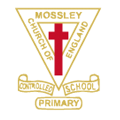 MOSSLEY
CHURCH OF ENGLAND
CONTROLLED SCHOOL
PRIMARY